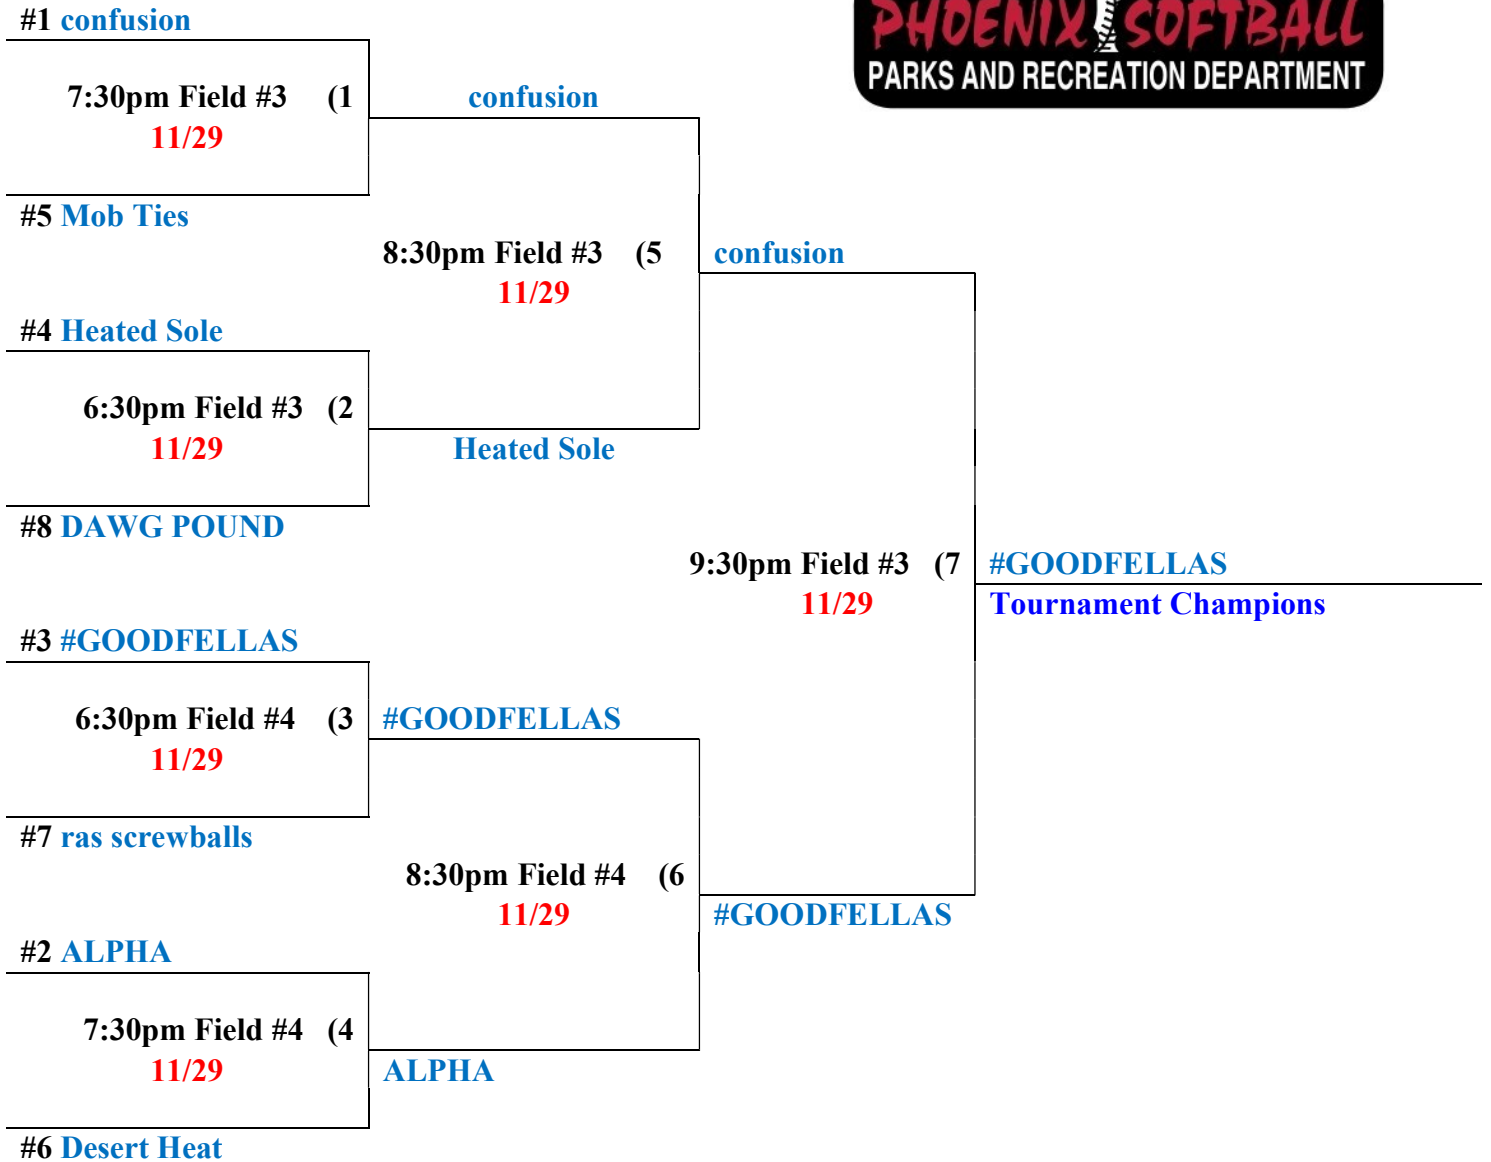 #1 confusion
PHOENIX SOFTBALL
PARKS AND RECREATION DEPARTMENT
7:30pm Field #3 (1
11/29
confusion
#5 Mob Ties
8:30pm Field #3 (5
11/29
confusion
#4 Heated Sole
6:30pm Field #3 (2
11/29
Heated Sole
#8 DAWG POUND
9:30pm Field #3 (7
11/29
#GOODFELLAS
Tournament Champions
#3 #GOODFELLAS
6:30pm Field #4 (3
11/29
#GOODFELLAS
#7 ras screwballs
8:30pm Field #4 (6
11/29
#GOODFELLAS
#2 ALPHA
7:30pm Field #4 (4
11/29
ALPHA
#6 Desert Heat